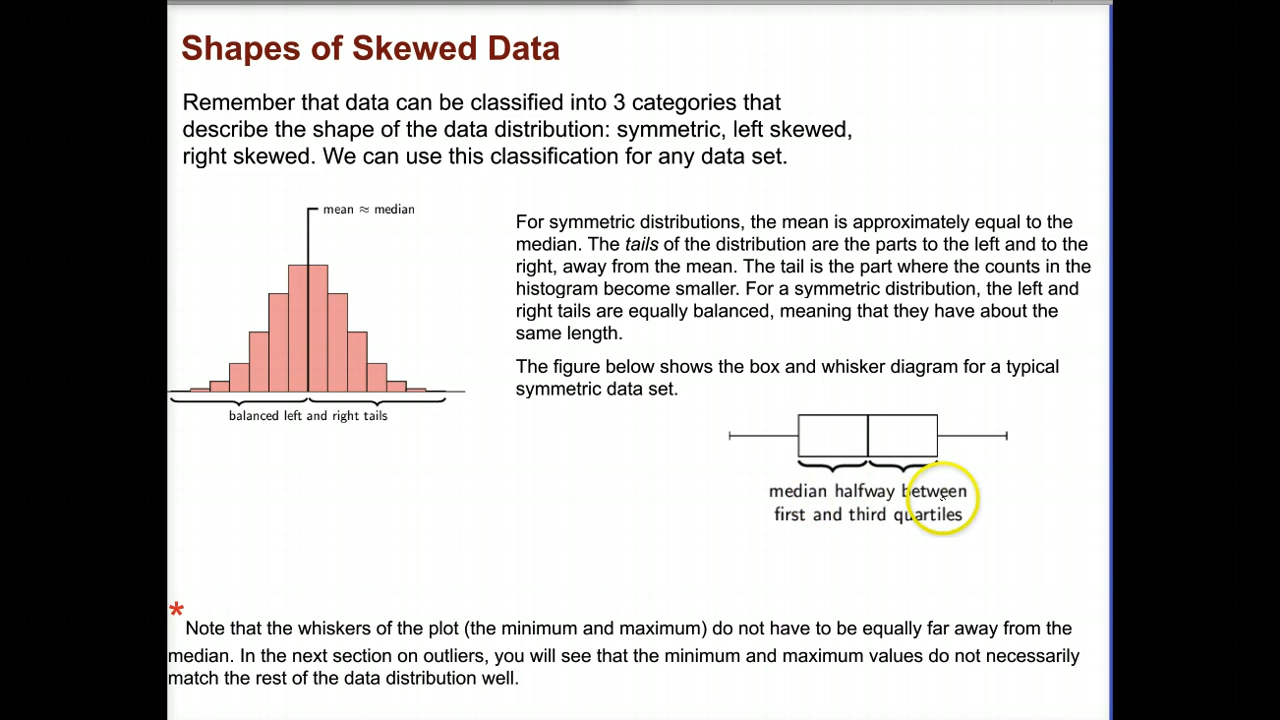 Shapes of Skewed Data
Remember that data can be classified into 3 categories that
describe the shape of the data distribution: symmetric, left skewed,
right skewed. We can use this classification for any data set.
mean ≈ median
balanced left and right tails
For symmetric distributions, the mean is approximately equal to the
median. The tails of the distribution are the parts to the left and to the
right, away from the mean. The tail is the part where the counts in the
histogram become smaller. For a symmetric distribution, the left and
right tails are equally balanced, meaning that they have about the
same length.
The figure below shows the box and whisker diagram for a typical
symmetric data set.
median halfway between
first and third quartiles
*
Note that the whiskers of the plot (the minimum and maximum) do not have to be equally far away from the
median. In the next section on outliers, you will see that the minimum and maximum values do not necessarily
match the rest of the data distribution well.